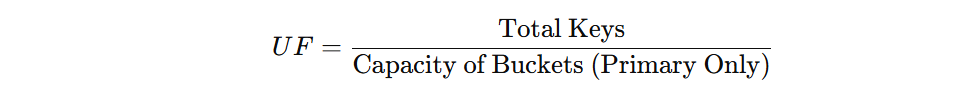 UF = Total Keys
Capacity of Buckets (Primary Only)